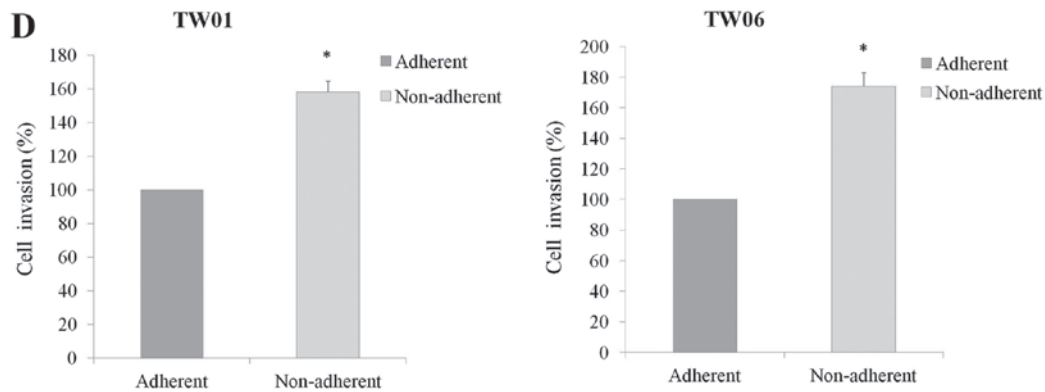 D
TW01
Cell invasion (%)
180
160
140
120
100
80
60
40
20
0
*
Adherent
Non-adherent
Adherent
Non-adherent
TW06
Cell invasion (%)
200
180
160
140
120
100
80
60
40
20
0
*
Adherent
Non-adherent
Adherent
Non-adherent